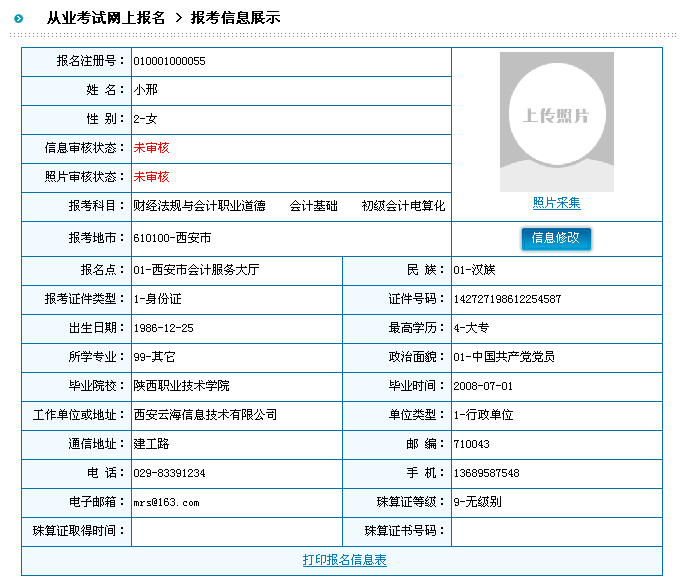 从业考试网上报名 > 报考信息展示
报名注册号： 010001000055
姓 名： 小邢
性 别： 2-女
信息审核状态： 未审核
照片审核状态： 未审核
报考科目： 财经法规与会计职业道德 会计基础 初级会计电算化
上传照片
照片采集
报考地市： 610100-西安市
信息修改
报名点： 01-西安市会计服务大厅 民 族： 01-汉族
报考证件类型： 1-身份证 证件号码： 142727198612254587
出生日期： 1986-12-25 最高学历： 4-大专
所学专业： 99-其它 政治面貌： 01-中国共产党党员
毕业院校： 陕西职业技术学院 毕业时间： 2008-07-01
工作单位或地址： 西安云海信息技术有限公司 单位类型： 1-行政单位
通信地址： 建工路 邮 编： 710043
电 话： 029-83391234 手 机： 13689587548
电子邮箱： mrs@163.com 珠算证等级： 9-无级别
珠算证取得时间： 珠算证书号码：
打印报名信息表